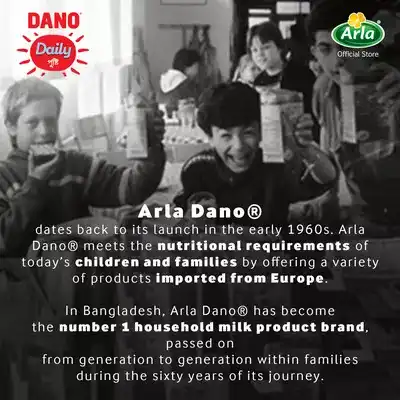 DANO®
Daily
পুষ্টি
Arla
Official Store
Arla Dano®
dates back to its launch in the early 1960s. Arla
Dano® meets the nutritional requirements of
today's children and families by offering a variety
of products imported from Europe.
In Bangladesh, Arla Dano® has become
the number 1 household milk product brand,
passed on
from generation to generation within families
during the sixty years of its journey.